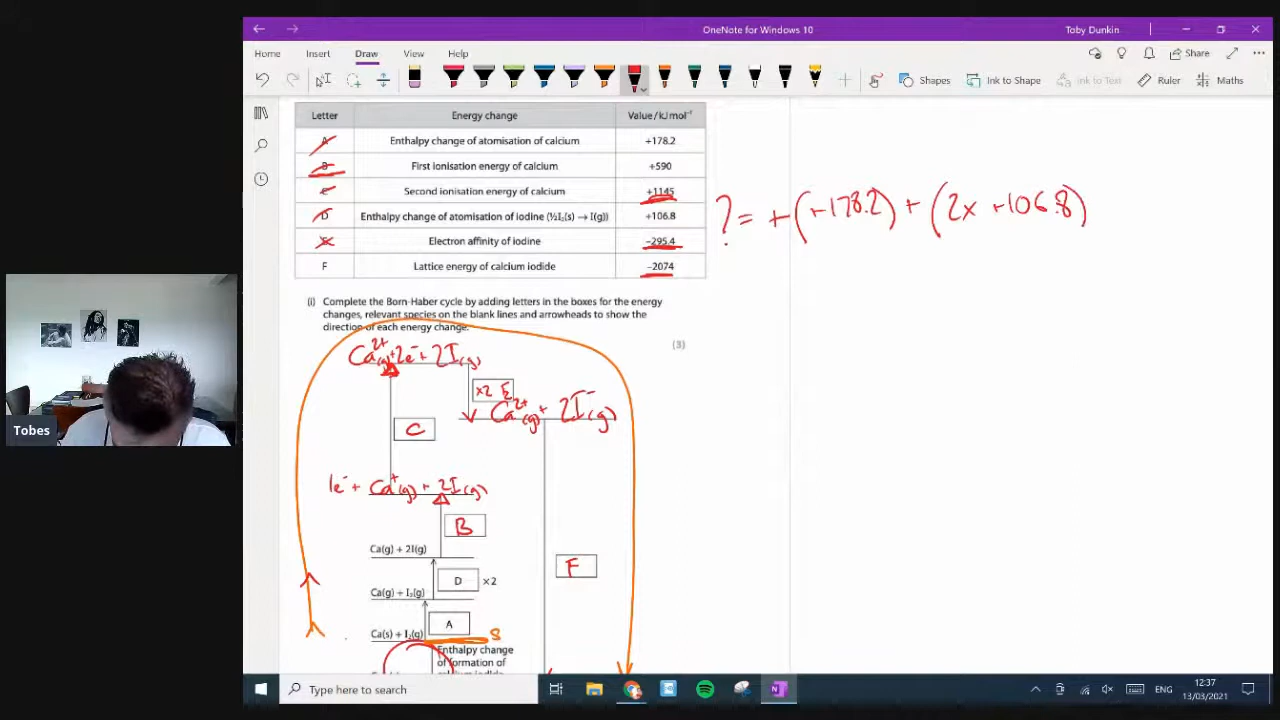 OneNote for Windows 10
Toby Dunkin
Home Insert Draw View Help
Share
Shapes Ink to Shape Ink to Text Ruler Maths
Letter Energy change Value/kJ mol⁻¹
A Enthalpy change of atomisation of calcium +178.2
B First ionisation energy of calcium +590
C Second ionisation energy of calcium +1145
D Enthalpy change of atomisation of iodine (½I₂(s) → I(g)) +106.8
E Electron affinity of iodine −295.4
F Lattice energy of calcium iodide −2074
? = +(+178.2) + (2x +106.8)
(i) Complete the Born-Haber cycle by adding letters in the boxes for the energy
changes, relevant species on the blank lines and arrowheads to show the
direction of each energy change.
(3)
Ca²⁺(g)+2e⁻+2I(g)
x2 E
Ca²⁺(g)+ 2I⁻(g)
C
1e⁻ + Ca⁺(g) + 2I(g)
B
Ca(g) + 2I(g)
D ×2
F
Ca(g) + I₂(g)
A
Ca(s) + I₂(g)
S
Enthalpy change
of formation of
Tobes
Type here to search
ENG
12:37
13/03/2021